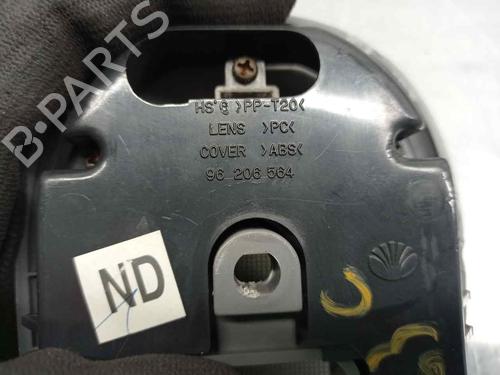 HS @ >PP-T20<
LENS >PC<
COVER >ABS<
96 206 564
ND
B-PARTS